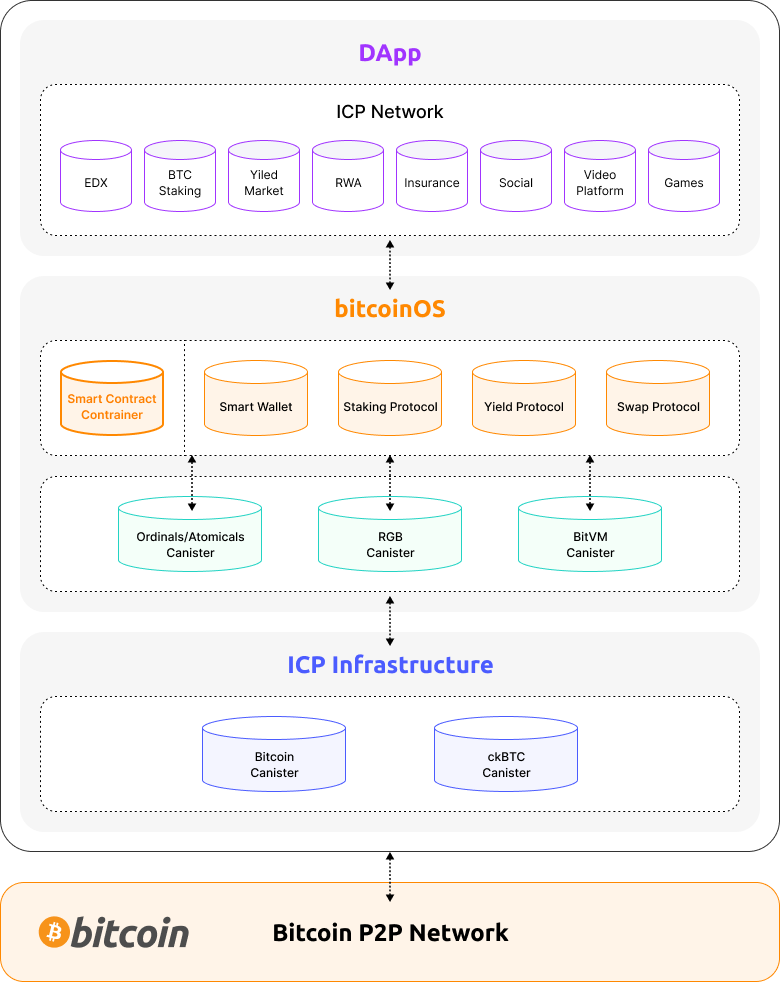 DApp
ICP Network
EDX
BTC
Staking
Yiled
Market
RWA
Insurance
Social
Video
Platform
Games
bitcoinOS
Smart Contract
Contrainer
Smart Wallet
Staking Protocol
Yield Protocol
Swap Protocol
Ordinals/Atomicals
Canister
RGB
Canister
BitVM
Canister
ICP Infrastructure
Bitcoin
Canister
ckBTC
Canister
bitcoin
Bitcoin P2P Network